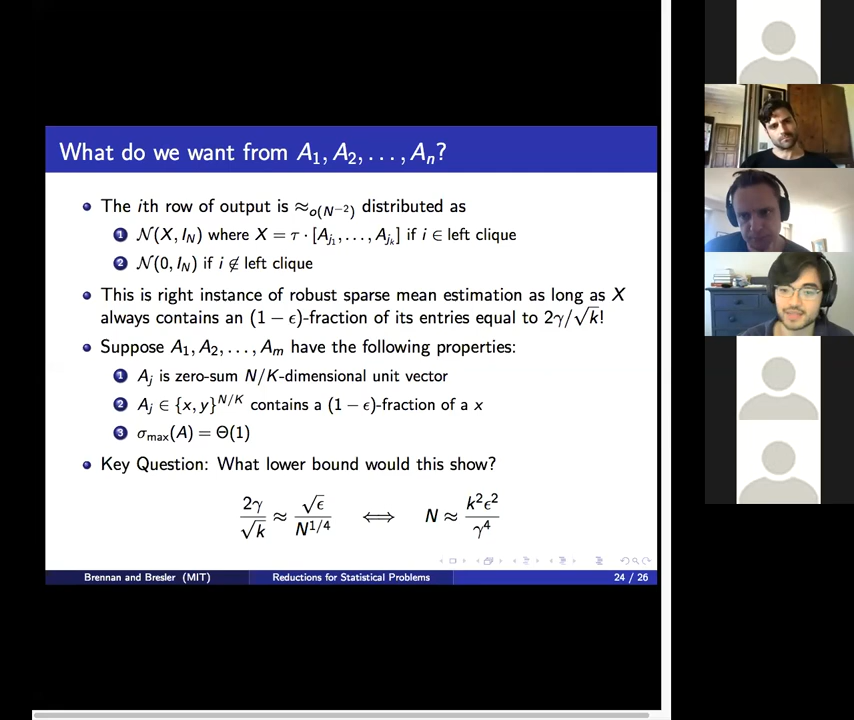 What do we want from A₁, A₂, . . . , Aₙ?
The ith row of output is ≈ₒ(N⁻²) distributed as
1 𝒩(X, I_N) where X = τ · [A_{j₁}, . . . , A_{jₖ}] if i ∈ left clique
2 𝒩(0, I_N) if i ∉ left clique
This is right instance of robust sparse mean estimation as long as X
always contains an (1 − ϵ)-fraction of its entries equal to 2γ/√k!
Suppose A₁, A₂, . . . , Aₘ have the following properties:
1 Aⱼ is zero-sum N/K-dimensional unit vector
2 Aⱼ ∈ {x, y}^{N/K} contains a (1 − ϵ)-fraction of a x
3 σ_max(A) = Θ(1)
Key Question: What lower bound would this show?
2γ/√k ≈ √ϵ/N^{1/4} ⟺ N ≈ k²ϵ²/γ⁴
Brennan and Bresler (MIT) Reductions for Statistical Problems 24 / 26